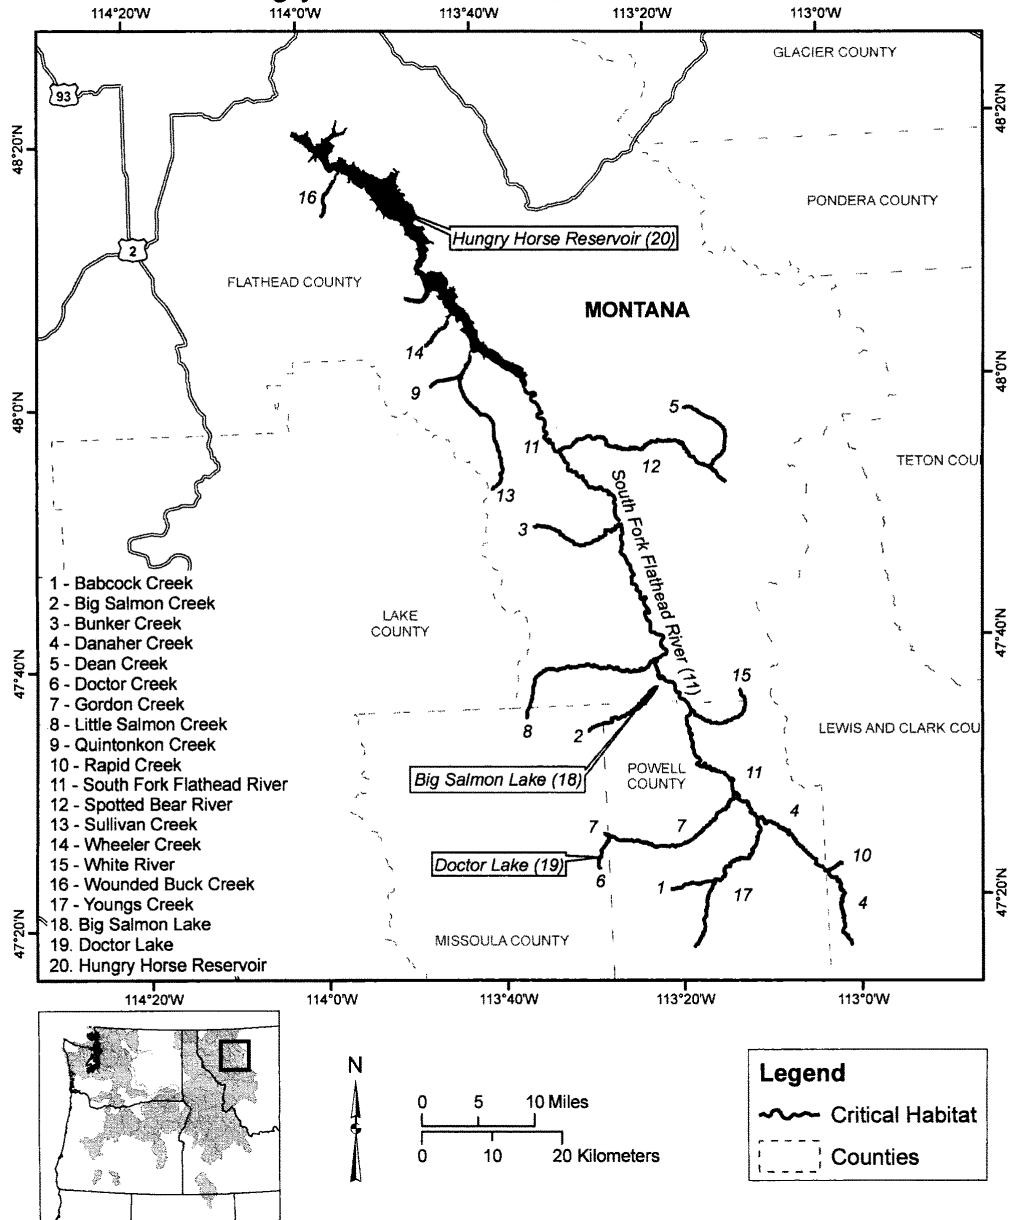 114°20'W 114°0'W 113°40'W 113°20'W 113°0'W
GLACIER COUNTY
93
48°20'N
48°20'N
16
PONDERA COUNTY
2
Hungry Horse Reservoir (20)
FLATHEAD COUNTY
MONTANA
14
48°0'N
9
5
48°0'N
11
12
TETON COU
13
South Fork Flathead River (11)
3
1 - Babcock Creek
2 - Big Salmon Creek
3 - Bunker Creek
4 - Danaher Creek
5 - Dean Creek
6 - Doctor Creek
7 - Gordon Creek
8 - Little Salmon Creek
9 - Quintonkon Creek
10 - Rapid Creek
11 - South Fork Flathead River
12 - Spotted Bear River
13 - Sullivan Creek
14 - Wheeler Creek
15 - White River
16 - Wounded Buck Creek
17 - Youngs Creek
18. Big Salmon Lake
19. Doctor Lake
20. Hungry Horse Reservoir
LAKE
COUNTY
47°40'N
47°40'N
15
8
2
LEWIS AND CLARK COU
Big Salmon Lake (18)
POWELL
COUNTY
11
4
7
7
10
Doctor Lake (19)
6
1
17
4
47°20'N
47°20'N
MISSOULA COUNTY
114°20'W 114°0'W 113°40'W 113°20'W 113°0'W
N
0 5 10 Miles
0 10 20 Kilometers
Legend
Critical Habitat
Counties